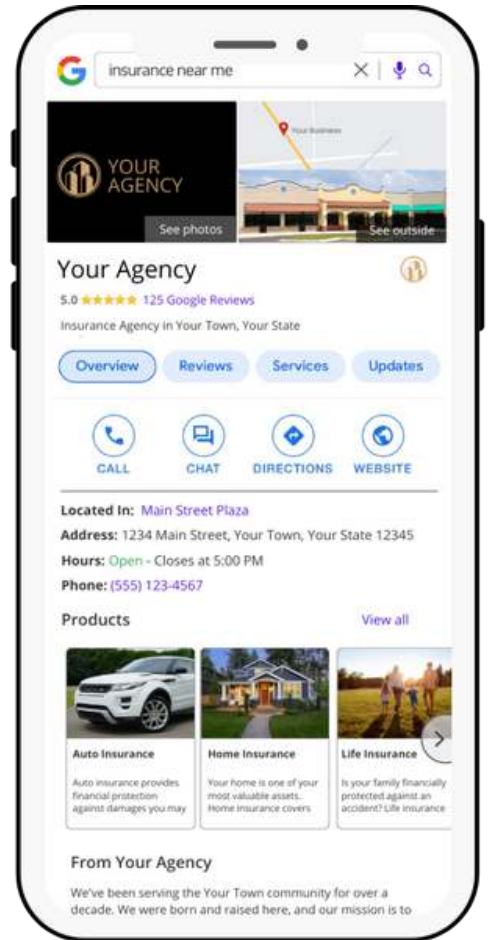 insurance near me
Your Business
YOUR
AGENCY
See photos
See outside
Your Agency
5.0 ★★★★★ 125 Google Reviews
Insurance Agency in Your Town, Your State
Overview Reviews Services Updates
CALL CHAT DIRECTIONS WEBSITE
Located In: Main Street Plaza
Address: 1234 Main Street, Your Town, Your State 12345
Hours: Open - Closes at 5:00 PM
Phone: (555) 123-4567
Products View all
Auto Insurance
Auto insurance provides
financial protection
against damages you may
Home Insurance
Your home is one of your
most valuable assets.
Home insurance covers
Life Insurance
Is your family financially
protected against an
accident? Life insurance
From Your Agency
We've been serving the Your Town community for over a
decade. We were born and raised here, and our mission is to